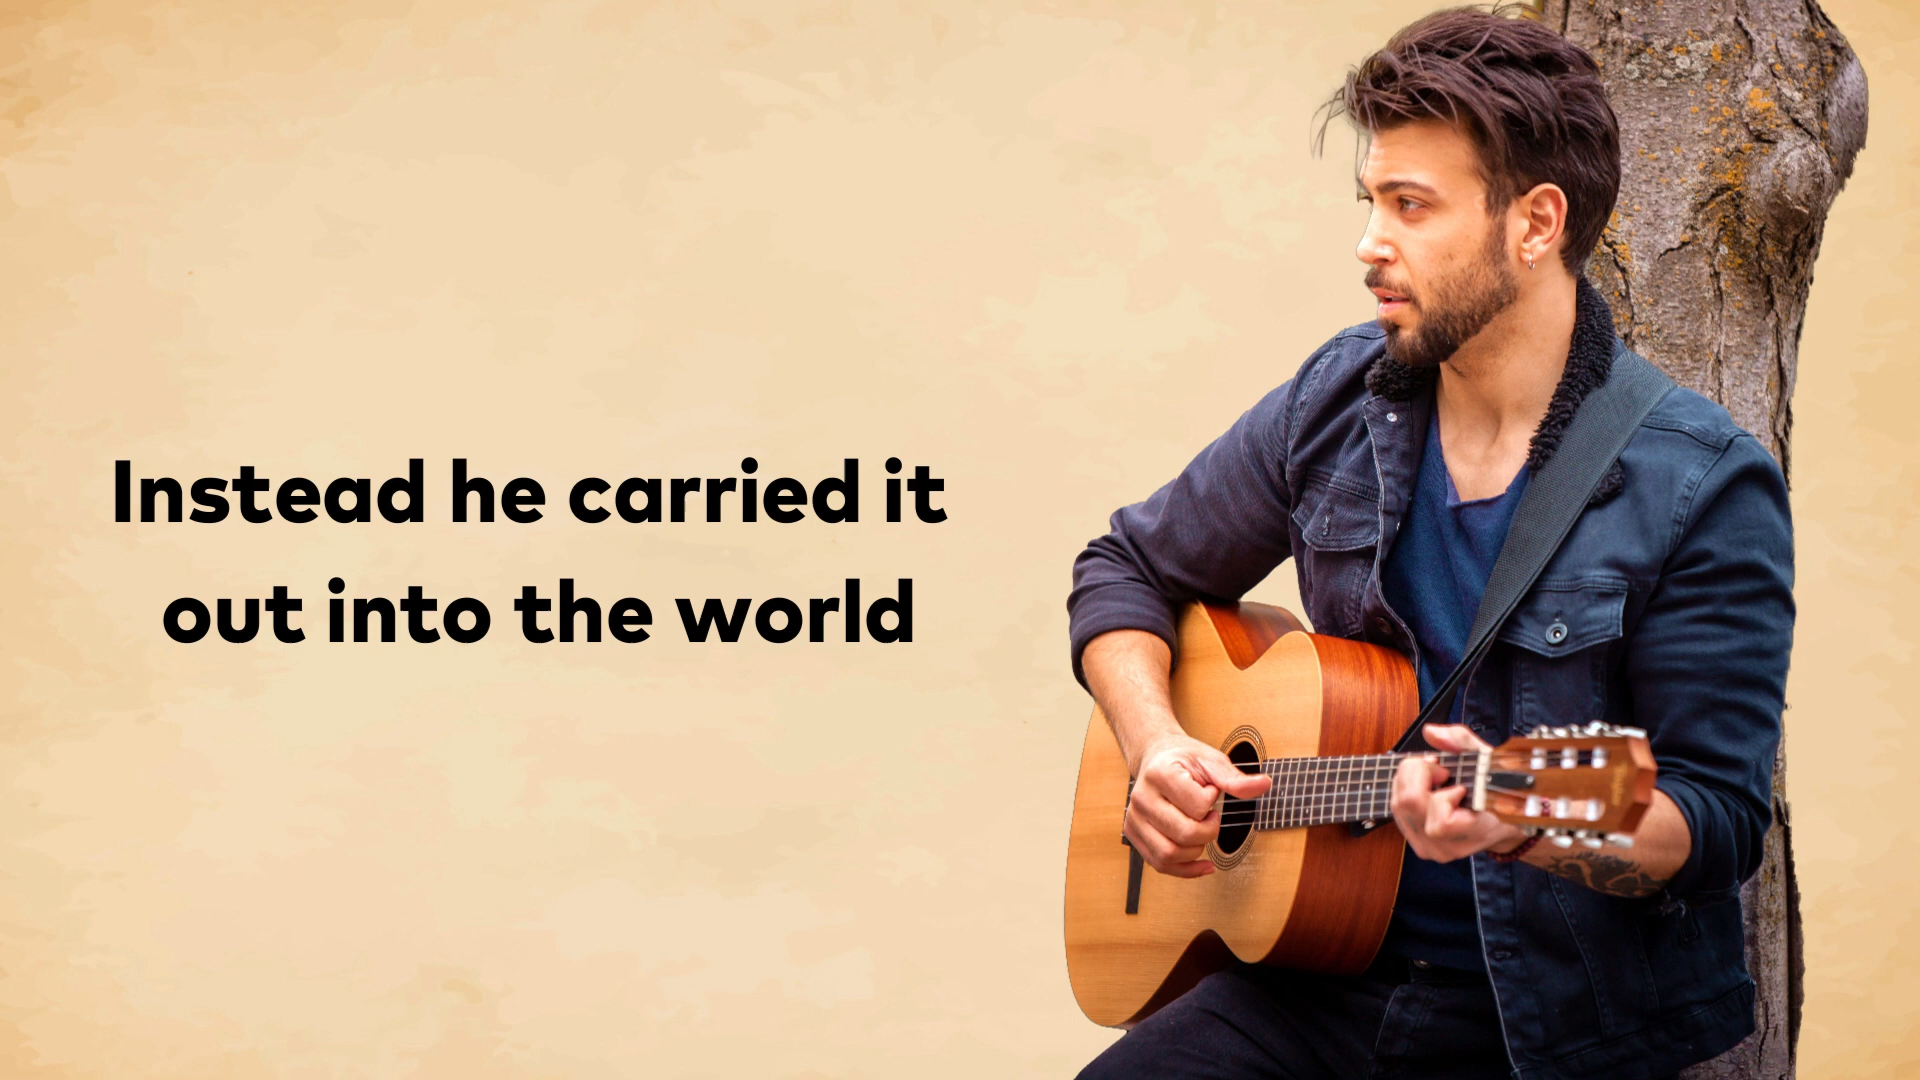 Instead he carried it
out into the world